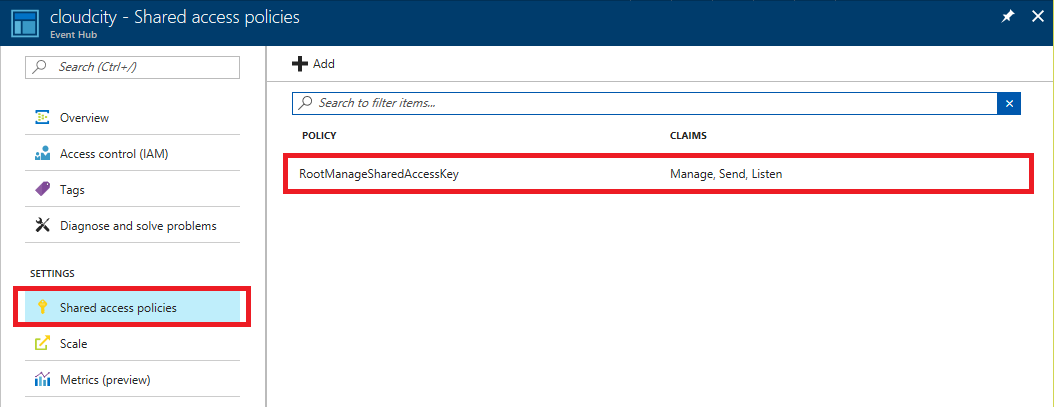 cloudcity - Shared access policies
Event Hub
Search (Ctrl+/)
Overview
Access control (IAM)
Tags
Diagnose and solve problems
SETTINGS
Shared access policies
Scale
Metrics (preview)
Add
Search to filter items...
POLICY CLAIMS
RootManageSharedAccessKey Manage, Send, Listen